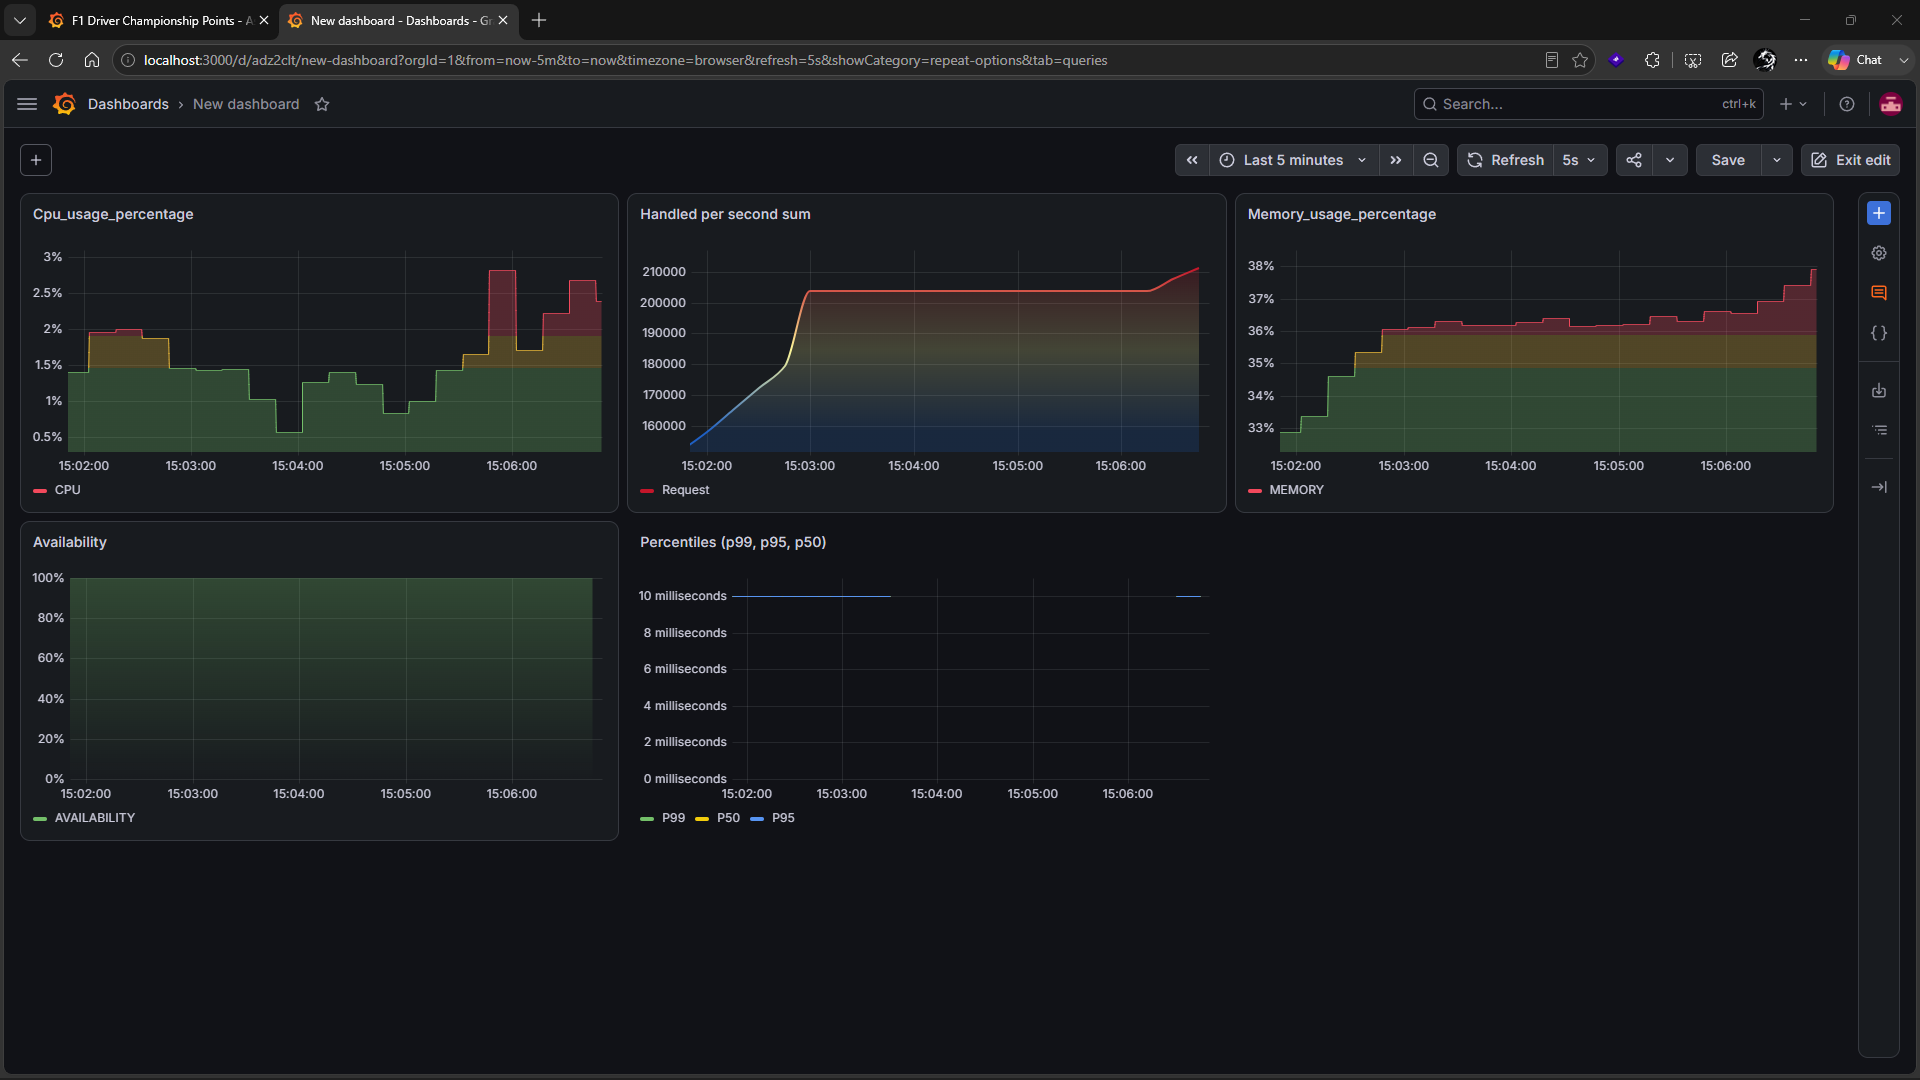 F1 Driver Championship Points - A
New dashboard - Dashboards - Gr
localhost:3000/d/adz2clt/new-dashboard?orgId=1&from=now-5m&to=now&timezone=browser&refresh=5s&showCategory=repeat-options&tab=queries
Chat
Dashboards › New dashboard
Search... ctrl+k
Last 5 minutes
Refresh 5s
Save
Exit edit
Cpu_usage_percentage
3%
2.5%
2%
1.5%
1%
0.5%
15:02:00 15:03:00 15:04:00 15:05:00 15:06:00
CPU
Handled per second sum
210000
200000
190000
180000
170000
160000
15:02:00 15:03:00 15:04:00 15:05:00 15:06:00
Request
Memory_usage_percentage
38%
37%
36%
35%
34%
33%
15:02:00 15:03:00 15:04:00 15:05:00 15:06:00
MEMORY
Availability
100%
80%
60%
40%
20%
0%
15:02:00 15:03:00 15:04:00 15:05:00 15:06:00
AVAILABILITY
Percentiles (p99, p95, p50)
10 milliseconds
8 milliseconds
6 milliseconds
4 milliseconds
2 milliseconds
0 milliseconds
15:02:00 15:03:00 15:04:00 15:05:00 15:06:00
P99 P50 P95